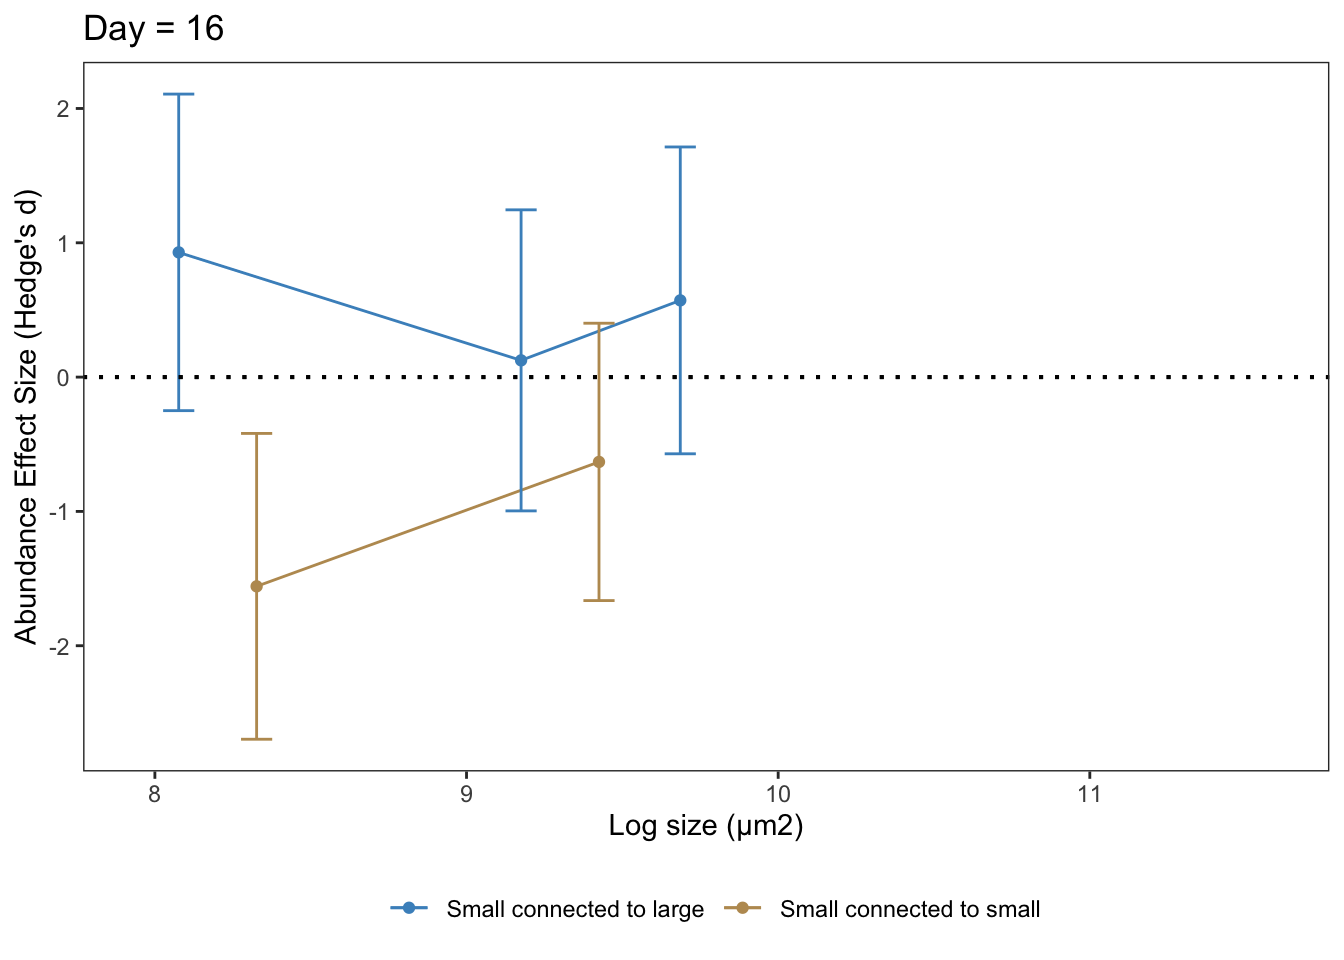 Day = 16
Abundance Effect Size (Hedge's d)
2
1
0
-1
-2
8 9 10 11
Log size (μm2)
Small connected to large Small connected to small